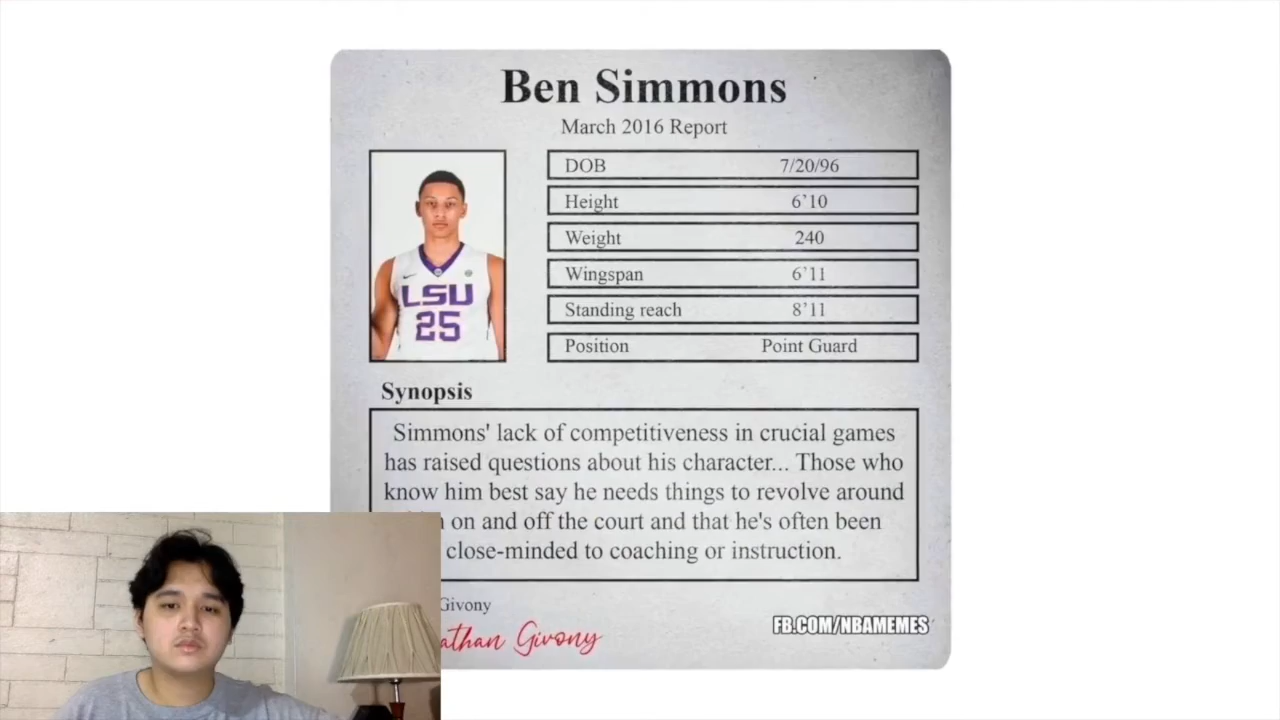 Ben Simmons
March 2016 Report
DOB 7/20/96
Height 6'10
Weight 240
Wingspan 6'11
Standing reach 8'11
Position Point Guard
LSU
25
Synopsis
Simmons' lack of competitiveness in crucial games
has raised questions about his character... Those who
know him best say he needs things to revolve around
on and off the court and that he's often been
close-minded to coaching or instruction.
Givony
Givony
FB.COM/NBAMEMES